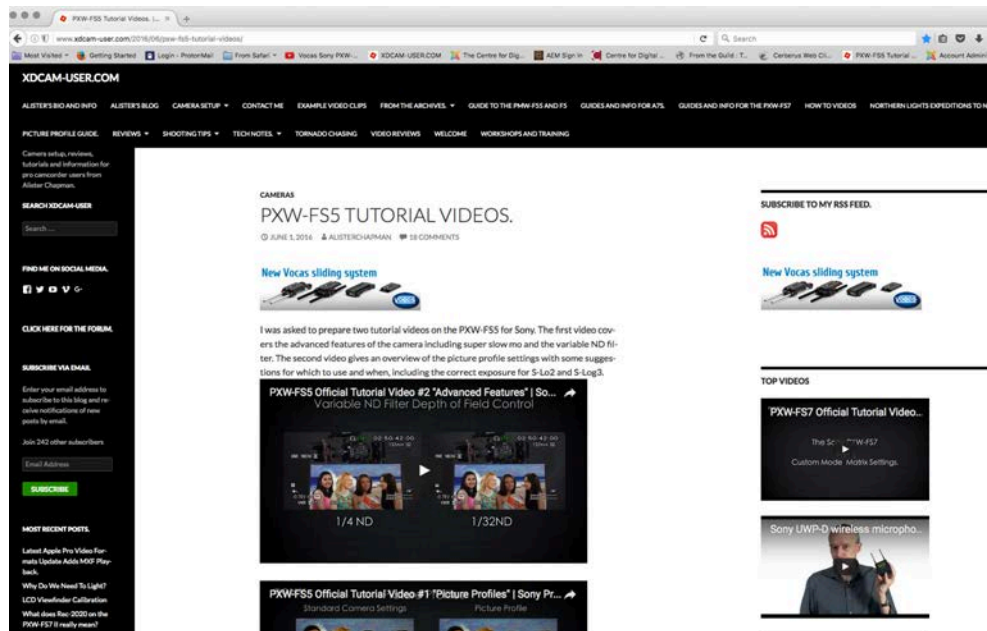 PXW-FS5 Tutorial Videos. |...
www.xdcam-user.com/2016/06/pxw-fs5-tutorial-videos/
Search
Most Visited
Getting Started
Login - ProtonMail
From Safari
Vocas Sony PXW-...
XDCAM-USER.COM
The Centre for Dig...
AEM Sign In
Centre for Digital ...
From the Guild : T...
Cerberus Web Cli...
PXW-FS5 Tutorial ...
Account Admini
XDCAM-USER.COM
ALISTER'S BIO AND INFO
ALISTER'S BLOG
CAMERA SETUP
CONTACT ME
EXAMPLE VIDEO CLIPS
FROM THE ARCHIVES.
GUIDE TO THE PMW-F55 AND F5
GUIDES AND INFO FOR A7S.
GUIDES AND INFO FOR THE PXW-FS7
HOW TO VIDEOS
NORTHERN LIGHTS EXPEDITIONS TO N
PICTURE PROFILE GUIDE.
REVIEWS
SHOOTING TIPS
TECH NOTES.
TORNADO CHASING
VIDEO REVIEWS
WELCOME
WORKSHOPS AND TRAINING
Camera setup, reviews,
tutorials and information for
pro camcorder users from
Alister Chapman.
SEARCH XDCAM-USER
Search ...
FIND ME ON SOCIAL MEDIA.
CLICK HERE FOR THE FORUM.
SUBSCRIBE VIA EMAIL
Enter your email address to
subscribe to this blog and re-
ceive notifications of new
posts by email.
Join 242 other subscribers
Email Address
SUBSCRIBE
MOST RECENT POSTS.
Latest Apple Pro Video For-
mats Update Adds MXF Play-
back.
Why Do We Need To Light?
LCD Viewfinder Calibration
What does Rec-2020 on the
PXW-FS7 II really mean?
CAMERAS
PXW-FS5 TUTORIAL VIDEOS.
JUNE 1, 2016
ALISTERCHAPMAN
18 COMMENTS
New Vocas sliding system
VOCAS
I was asked to prepare two tutorial videos on the PXW-FS5 for Sony. The first video cov-
ers the advanced features of the camera including super slow mo and the variable ND fil-
ter. The second video gives an overview of the picture profile settings with some sugges-
tions for which to use and when, including the correct exposure for S-Lo2 and S-Log3.
PXW-FS5 Official Tutorial Video #2 "Advanced Features" | So...
Variable ND Filter Depth of Field Control
1/4 ND
1/32ND
PXW-FS5 Official Tutorial Video #1 "Picture Profiles" | Sony Pr...
Standard Camera Settings
Picture Profile
SUBSCRIBE TO MY RSS FEED.
New Vocas sliding system
VOCAS
TOP VIDEOS
PXW-FS7 Official Tutorial Video...
Custom Mode Matrix Settings.
Sony UWP-D wireless micropho...